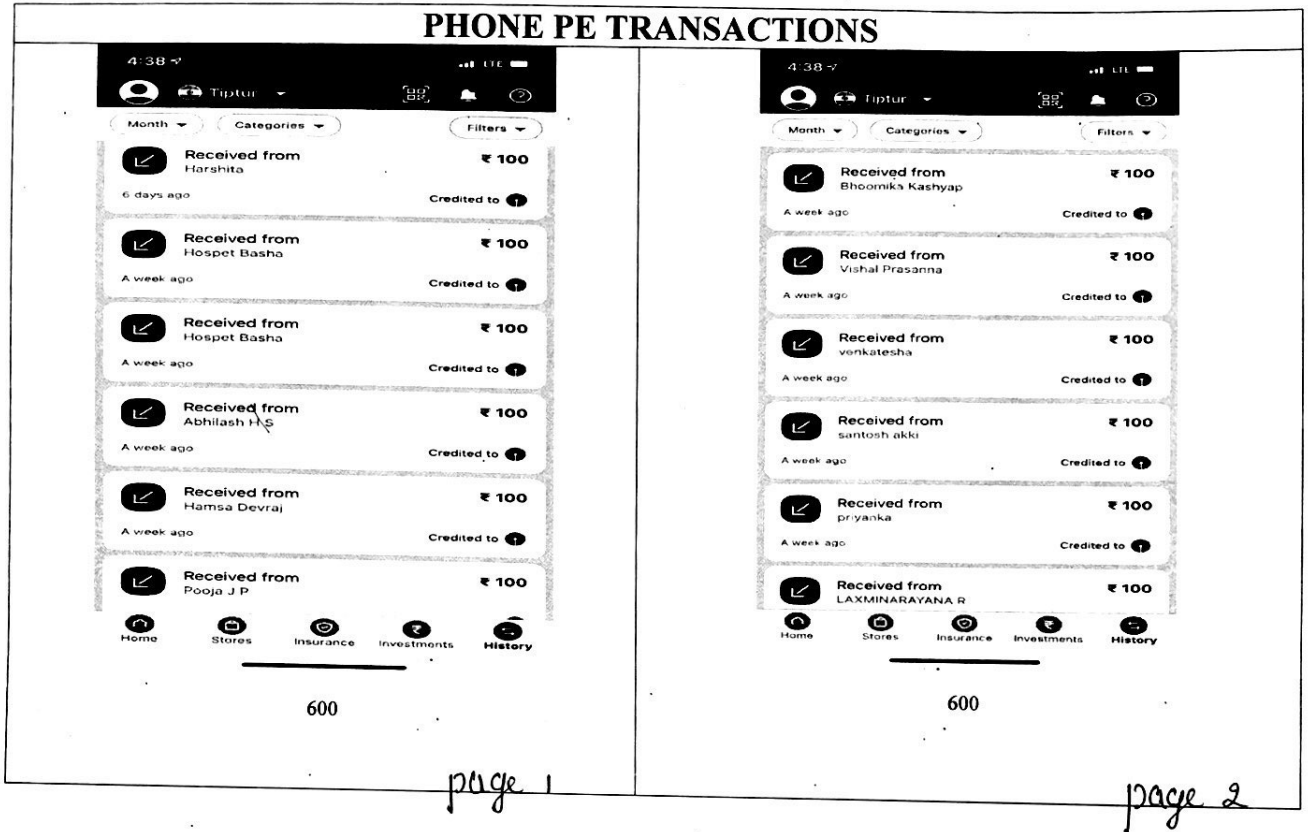 PHONE PE TRANSACTIONS
4:38
LTE
Tiptur
Month
Categories
Filters
Received from
₹ 100
Harshita
6 days ago
Credited to
Received from
₹ 100
Hospet Basha
A week ago
Credited to
Received from
₹ 100
Hospet Basha
A week ago
Credited to
Received from
₹ 100
Abhilash H S
A week ago
Credited to
Received from
₹ 100
Hamsa Devraj
A week ago
Credited to
Received from
₹ 100
Pooja J P
Home
Stores
Insurance
Investments
History
600
page 1
4:38
LTE
Tiptur
Month
Categories
Filters
Received from
₹ 100
Bhoomika Kashyap
A week ago
Credited to
Received from
₹ 100
Vishal Prasanna
A week ago
Credited to
Received from
₹ 100
venkatesha
A week ago
Credited to
Received from
₹ 100
santosh akki
A week ago
Credited to
Received from
₹ 100
priyanka
A week ago
Credited to
Received from
₹ 100
LAXMINARAYANA R
Home
Stores
Insurance
Investments
History
600
page 2